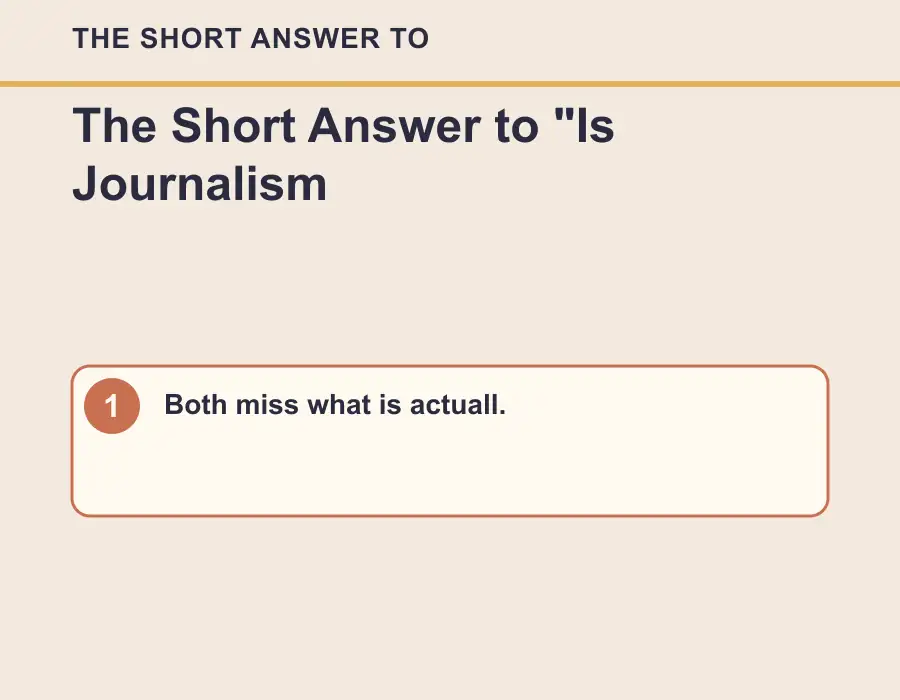 THE SHORT ANSWER TO
The Short Answer to "Is
Journalism
1 Both miss what is actuall.